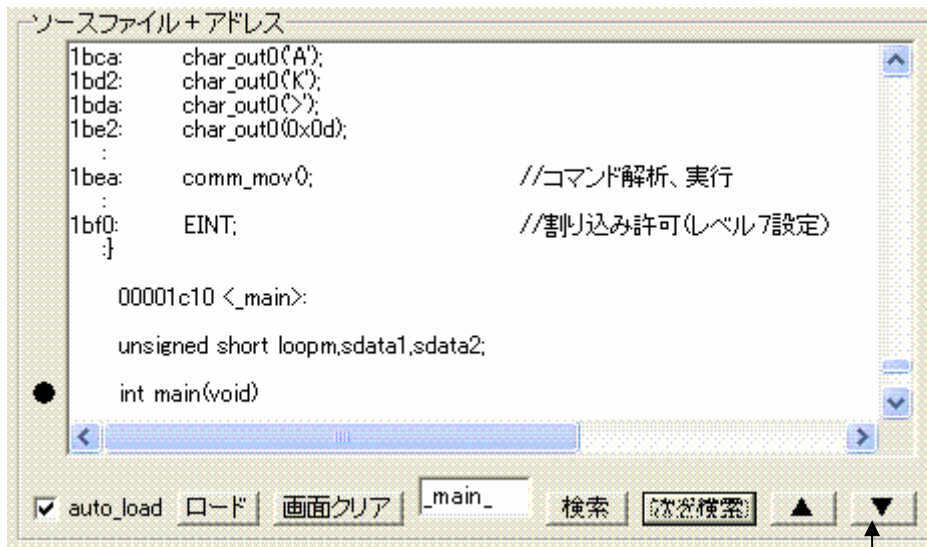 ソースファイル+アドレス
1bca: char_out0('A');
1bd2: char_out0('K');
1bda: char_out0('>');
1be2: char_out0(0x0d);
:
1bea: comm_mov(); //コマンド解析、実行
:
1bf0: EINT; //割り込み許可(レベル7設定)
:}
00001c10 <_main>:
unsigned short loopm,sdata1,sdata2;
int main(void)
auto_load ロード 画面クリア _main_ 検索 次を検索 ▲ ▼